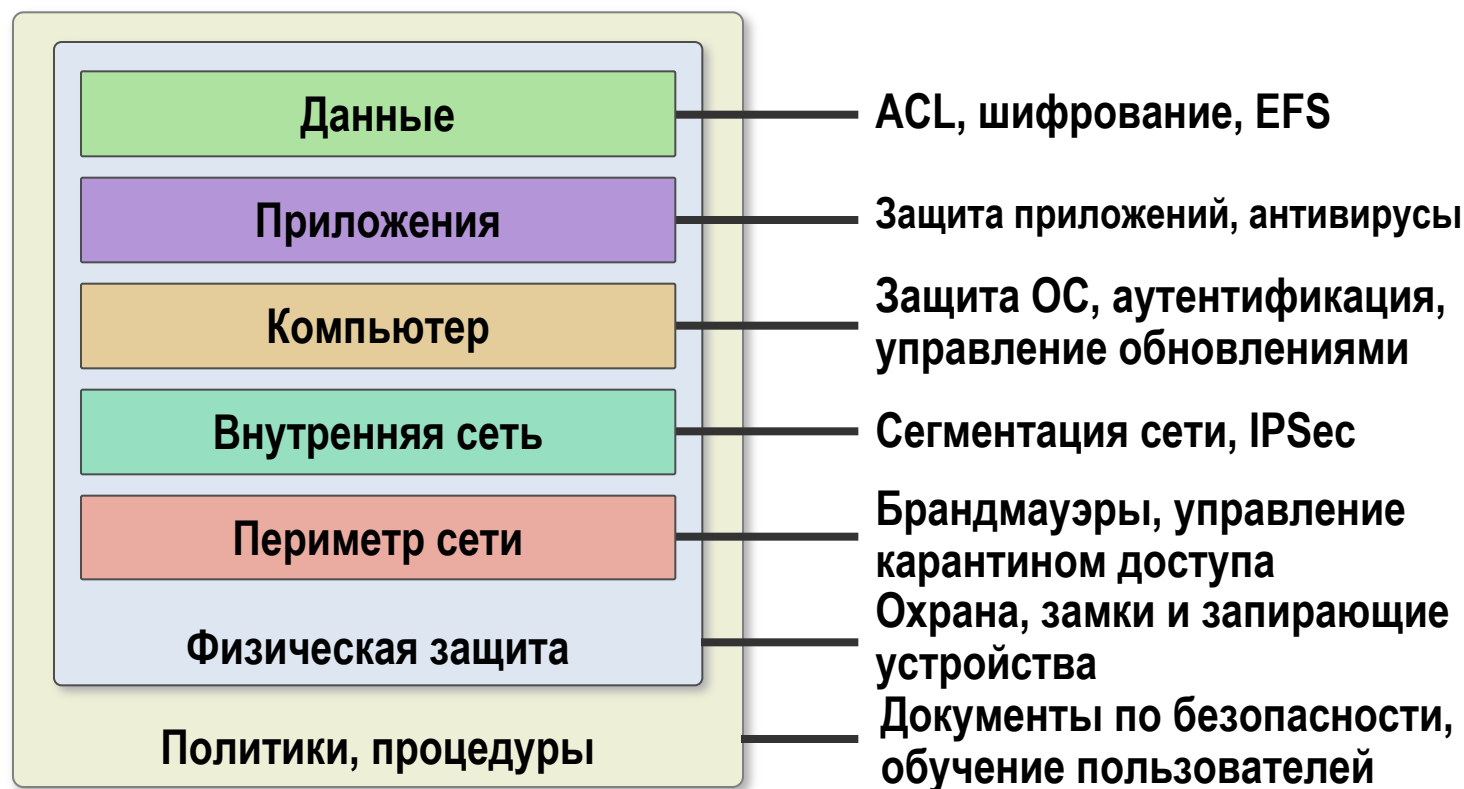 Данные
ACL, шифрование, EFS
Приложения
Защита приложений, антивирусы
Компьютер
Защита ОС, аутентификация,
управление обновлениями
Внутренняя сеть
Сегментация сети, IPSec
Периметр сети
Брандмауэры, управление
карантином доступа
Физическая защита
Охрана, замки и запирающие
устройства
Политики, процедуры
Документы по безопасности,
обучение пользователей